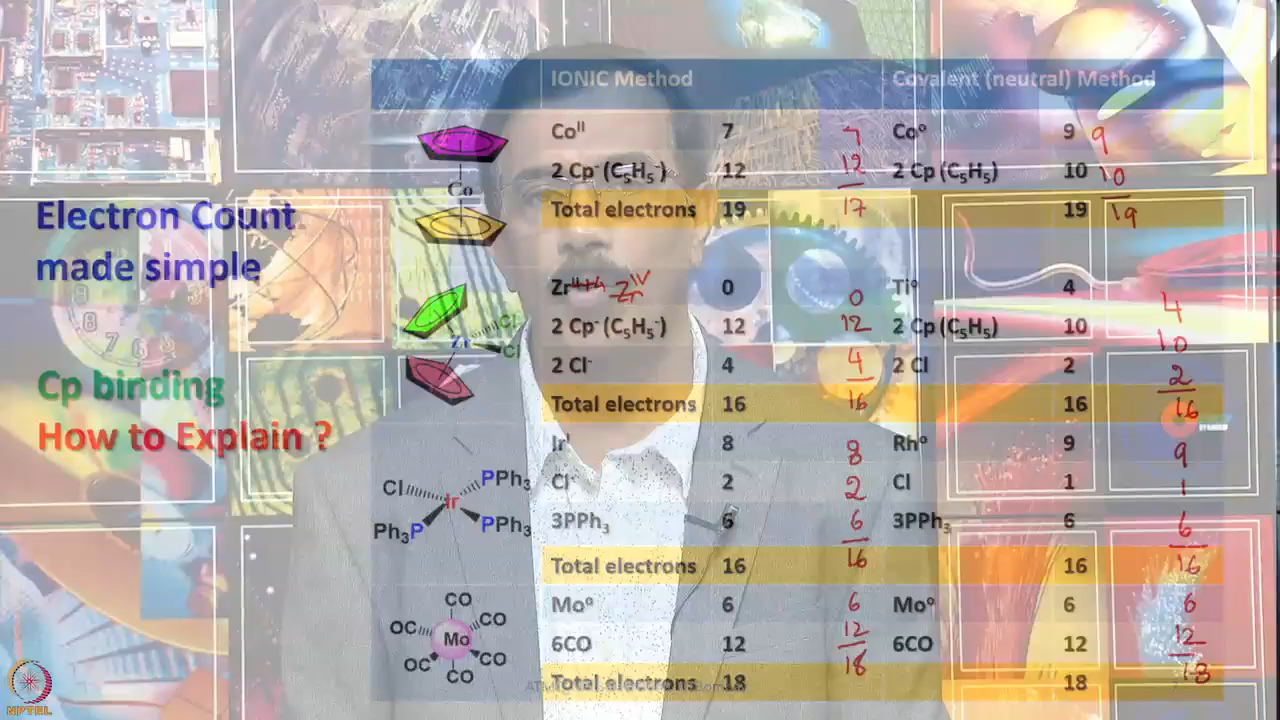 IONIC Method Covalent (neutral) Method
Co^II 7 7 Co^0 9 9
2 Cp^- (C5H5^-) 12 12 2 Cp (C5H5) 10 10
Total electrons 19 17 19 19
Co
Electron Count
made simple
Zr^4+4 Zr^IV 0 0 Ti^0 4 4
2 Cp^- (C5H5^-) 12 12 2 Cp (C5H5) 10 10
Cl
Zr
Cl
2 Cl^- 4 4 2 Cl 2 2
Total electrons 16 16 16 16
Cp binding
How to Explain ?
Ir^I 8 8 Rh^0 9 9
Cl^- 2 2 Cl 1 1
3PPh3 6 6 3PPh3 6 6
Total electrons 16 16 16 16
Cl PPh3
Ir
Ph3P PPh3
Mo^0 6 6 Mo^0 6 6
6CO 12 12 6CO 12 12
Total electrons 18 18 18 18
CO
OC CO
Mo
OC CO
CO
NPTEL